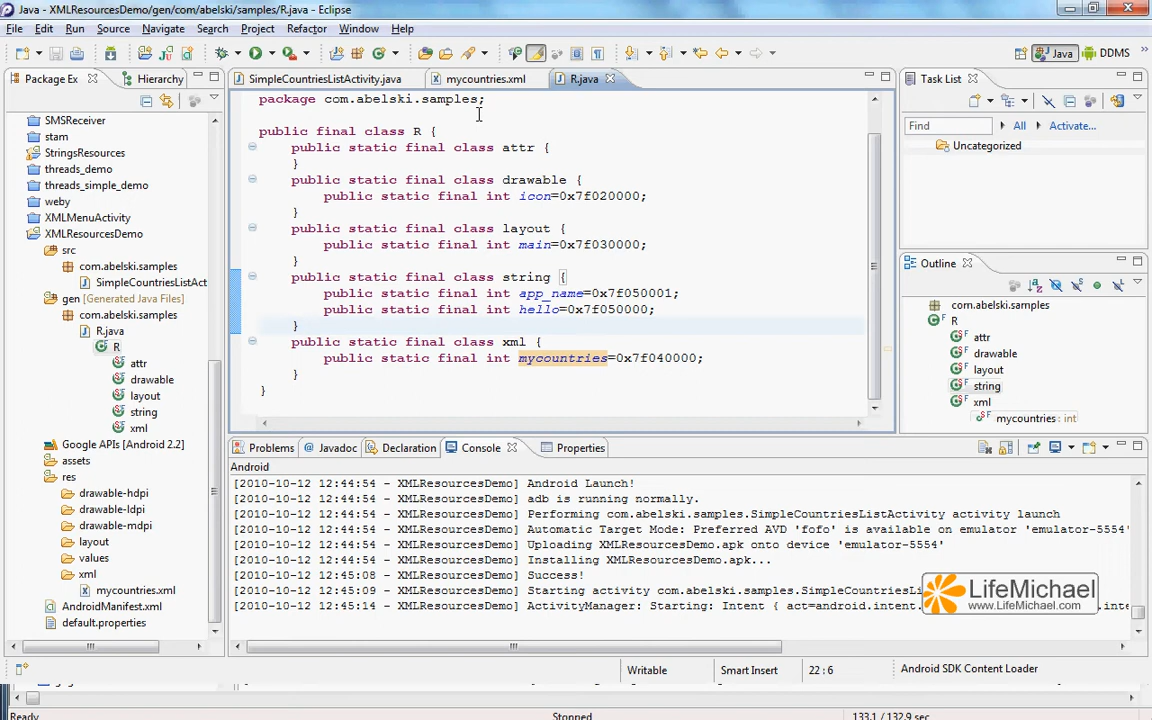 Java - XMLResourcesDemo/gen/com/abelski/samples/R.java - Eclipse
File Edit Run Source Navigate Search Project Refactor Window Help
Java DDMS
Package Ex Hierarchy
SMSReceiver
stam
StringsResources
threads_demo
threads_simple_demo
weby
XMLMenuActivity
XMLResourcesDemo
src
com.abelski.samples
SimpleCountriesListAct
gen [Generated Java Files]
com.abelski.samples
R.java
R
attr
drawable
layout
string
xml
Google APIs [Android 2.2]
assets
res
drawable-hdpi
drawable-ldpi
drawable-mdpi
layout
values
xml
mycountries.xml
AndroidManifest.xml
default.properties
SimpleCountriesListActivity.java mycountries.xml R.java
package com.abelski.samples;
public final class R {
public static final class attr {
}
public static final class drawable {
public static final int icon=0x7f020000;
}
public static final class layout {
public static final int main=0x7f030000;
}
public static final class string {
public static final int app_name=0x7f050001;
public static final int hello=0x7f050000;
}
public static final class xml {
public static final int mycountries=0x7f040000;
}
}
Task List
Find All Activate...
Uncategorized
Outline
com.abelski.samples
R
attr
drawable
layout
string
xml
mycountries : int
Problems Javadoc Declaration Console Properties
Android
[2010-10-12 12:44:54 - XMLResourcesDemo] Android Launch!
[2010-10-12 12:44:54 - XMLResourcesDemo] adb is running normally.
[2010-10-12 12:44:54 - XMLResourcesDemo] Performing com.abelski.samples.SimpleCountriesListActivity activity launch
[2010-10-12 12:44:54 - XMLResourcesDemo] Automatic Target Mode: Preferred AVD 'fofo' is available on emulator 'emulator-5554'
[2010-10-12 12:44:54 - XMLResourcesDemo] Uploading XMLResourcesDemo.apk onto device 'emulator-5554'
[2010-10-12 12:44:54 - XMLResourcesDemo] Installing XMLResourcesDemo.apk...
[2010-10-12 12:45:08 - XMLResourcesDemo] Success!
[2010-10-12 12:45:09 - XMLResourcesDemo] Starting activity com.abelski.samples.SimpleCountriesLi
[2010-10-12 12:45:14 - XMLResourcesDemo] ActivityManager: Starting: Intent { act=android.intent. .inte
LifeMichael
www.LifeMichael.com
Writable Smart Insert 22 : 6 Android SDK Content Loader
Ready Stopped 133.1 / 132.9 sec